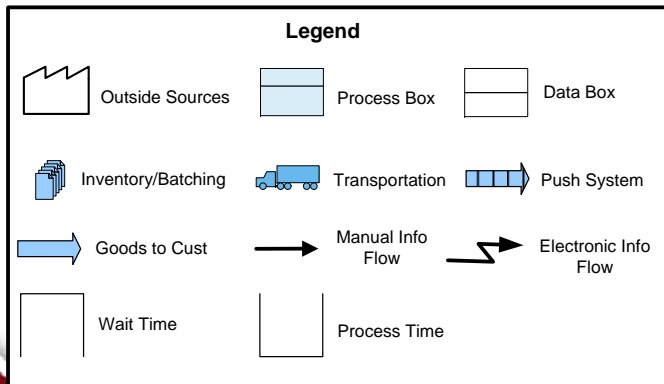 Legend
Outside Sources
Process Box
Data Box
Inventory/Batching
Transportation
Push System
Goods to Cust
Manual Info
Flow
Electronic Info
Flow
Wait Time
Process Time